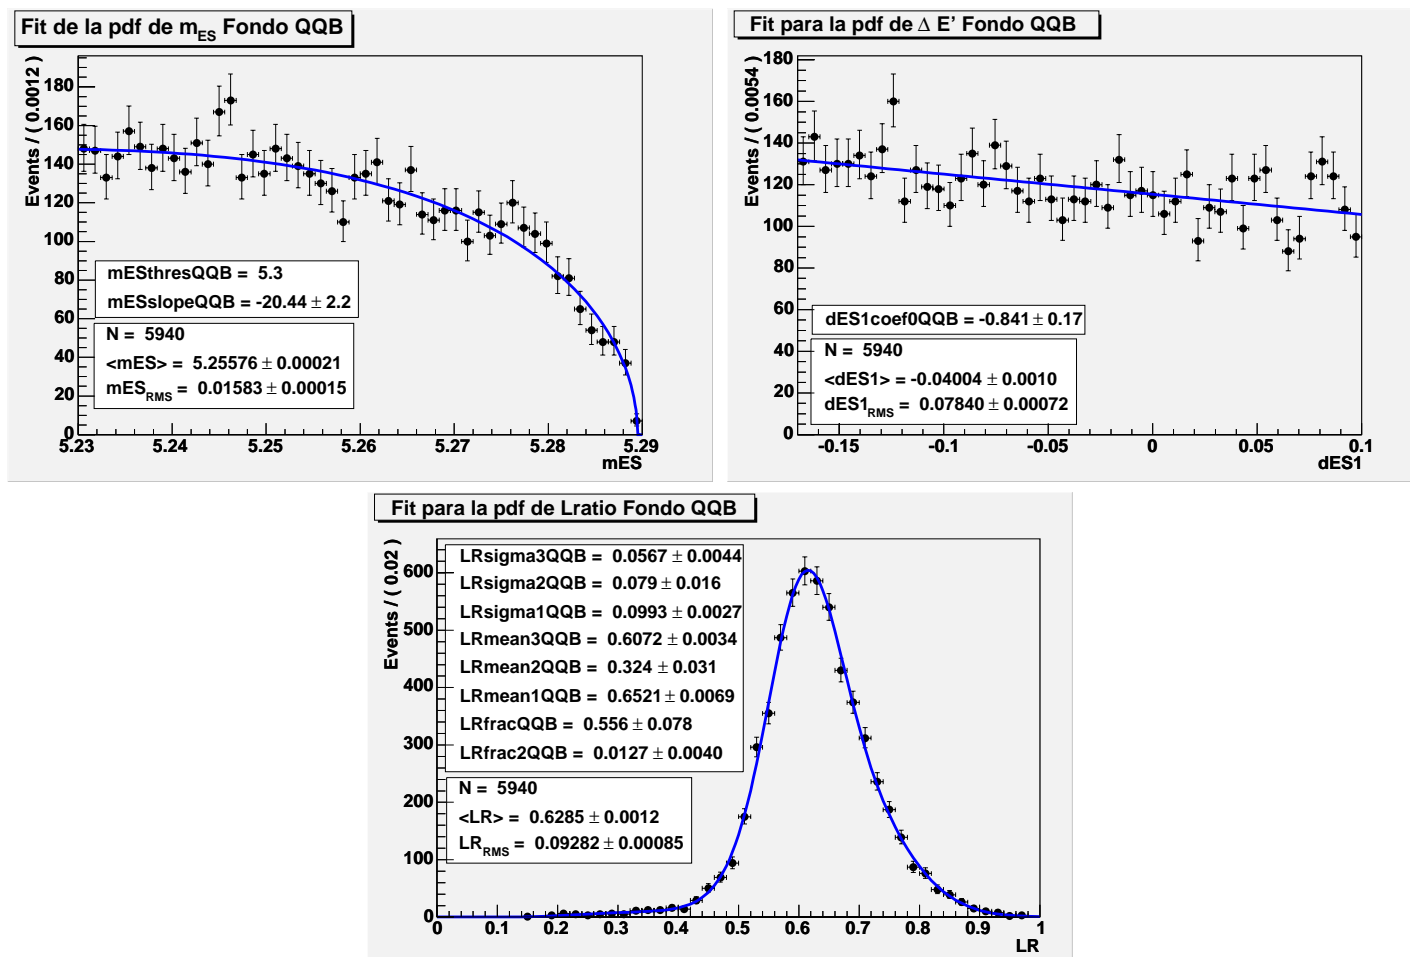 Fit de la pdf de mES Fondo QQB
Events / ( 0.0012)
180
160
140
120
100
80
60
40
20
0
mESthresQQB = 5.3
mESslopeQQB = -20.44 ± 2.2
N = 5940
<mES> = 5.25576 ± 0.00021
mESRMS = 0.01583 ± 0.00015
5.23 5.24 5.25 5.26 5.27 5.28 5.29
mES
Fit para la pdf de Δ E' Fondo QQB
Events / ( 0.0054)
180
160
140
120
100
80
60
40
20
0
dES1coef0QQB = -0.841 ± 0.17
N = 5940
<dES1> = -0.04004 ± 0.0010
dES1RMS = 0.07840 ± 0.00072
-0.15 -0.1 -0.05 0 0.05 0.1
dES1
Fit para la pdf de Lratio Fondo QQB
Events / ( 0.02)
600
500
400
300
200
100
0
LRsigma3QQB = 0.0567 ± 0.0044
LRsigma2QQB = 0.079 ± 0.016
LRsigma1QQB = 0.0993 ± 0.0027
LRmean3QQB = 0.6072 ± 0.0034
LRmean2QQB = 0.324 ± 0.031
LRmean1QQB = 0.6521 ± 0.0069
LRfracQQB = 0.556 ± 0.078
LRfrac2QQB = 0.0127 ± 0.0040
N = 5940
<LR> = 0.6285 ± 0.0012
LRRMS = 0.09282 ± 0.00085
0 0.1 0.2 0.3 0.4 0.5 0.6 0.7 0.8 0.9 1
LR